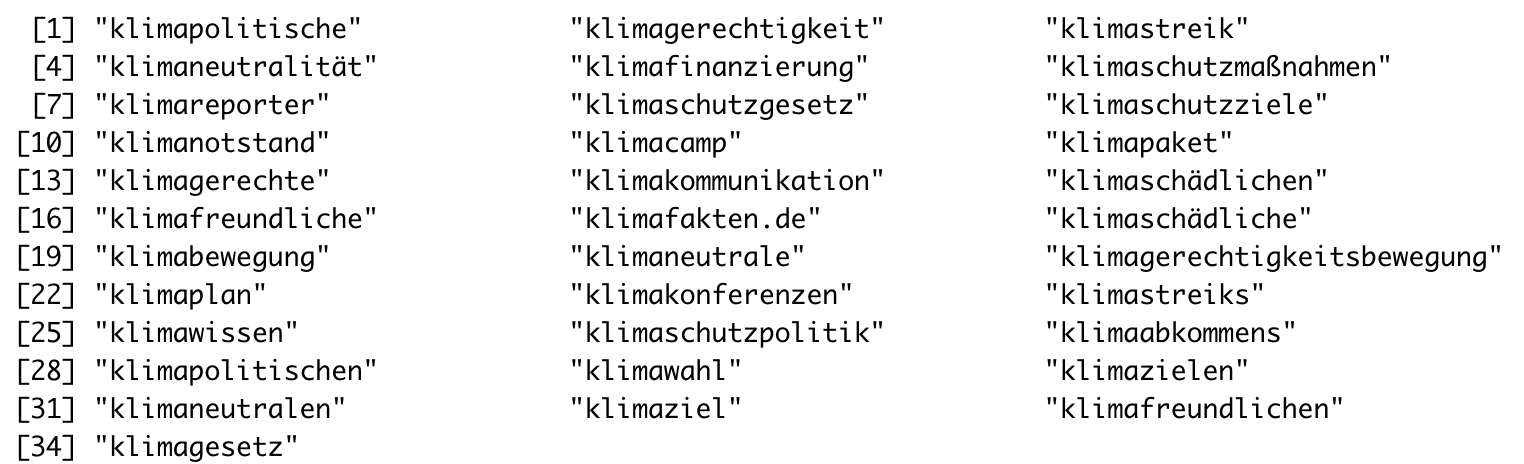 [1] "klimapolitische" "klimagerechtigkeit" "klimastreik"
[4] "klimaneutralität" "klimafinanzierung" "klimaschutzmaßnahmen"
[7] "klimareporter" "klimaschutzgesetz" "klimaschutzziele"
[10] "klimanotstand" "klimacamp" "klimapaket"
[13] "klimagerechte" "klimakommunikation" "klimaschädlichen"
[16] "klimafreundliche" "klimafakten.de" "klimaschädliche"
[19] "klimabewegung" "klimaneutrale" "klimagerechtigkeitsbewegung"
[22] "klimaplan" "klimakonferenzen" "klimastreiks"
[25] "klimawissen" "klimaschutzpolitik" "klimaabkommens"
[28] "klimapolitischen" "klimawahl" "klimazielen"
[31] "klimaneutralen" "klimaziel" "klimafreundlichen"
[34] "klimagesetz"